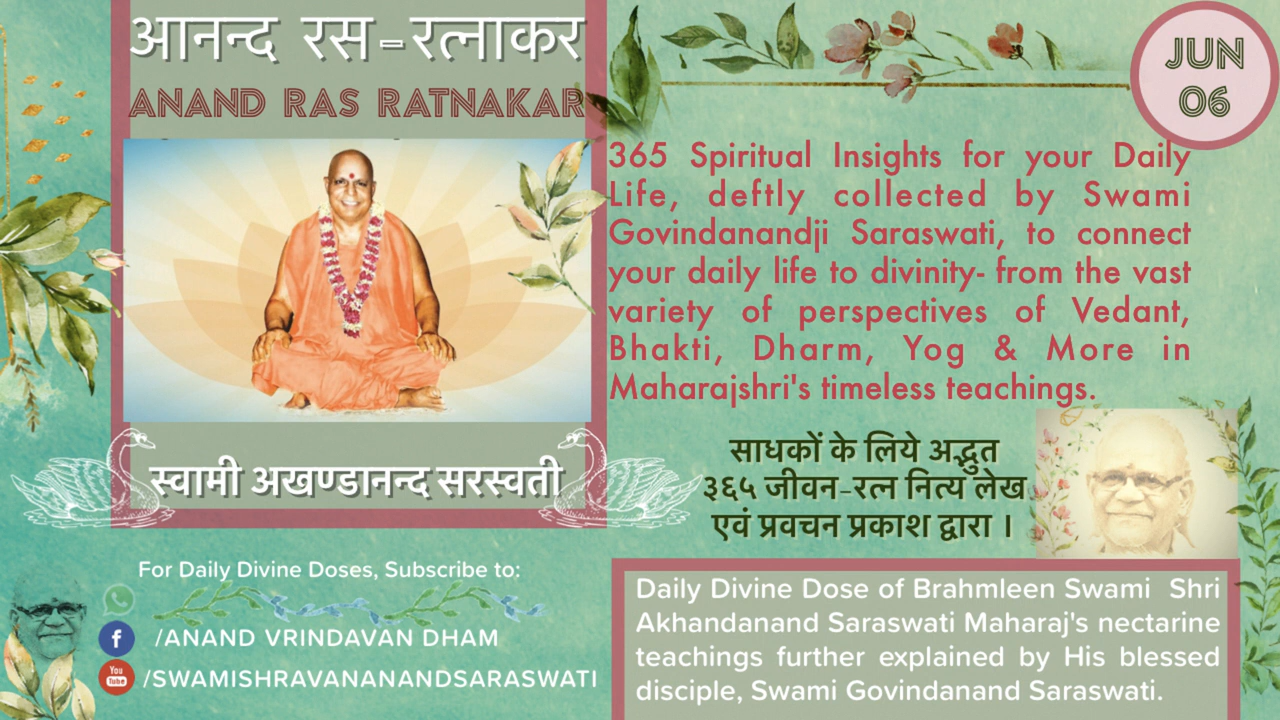 आनन्द रस-रत्नाकर
ANAND RAS RATNAKAR
स्वामी अखण्डानन्द सरस्वती
For Daily Divine Doses, Subscribe to:
/ANAND VRINDAVAN DHAM
You
Tube
/SWAMISHRAVANANANDSARASWATI
JUN
06
365 Spiritual Insights for your Daily
Life, deftly collected by Swami
Govindanandji Saraswati, to connect
your daily life to divinity- from the vast
variety of perspectives of Vedant,
Bhakti, Dharm, Yog & More in
Maharajshri's timeless teachings.
साधकों के लिये अद्भुत
३६५ जीवन-रत्न नित्य लेख
एवं प्रवचन प्रकाश द्वारा ।
Daily Divine Dose of Brahmleen Swami Shri
Akhandanand Saraswati Maharaj's nectarine
teachings further explained by His blessed
disciple, Swami Govindanand Saraswati.